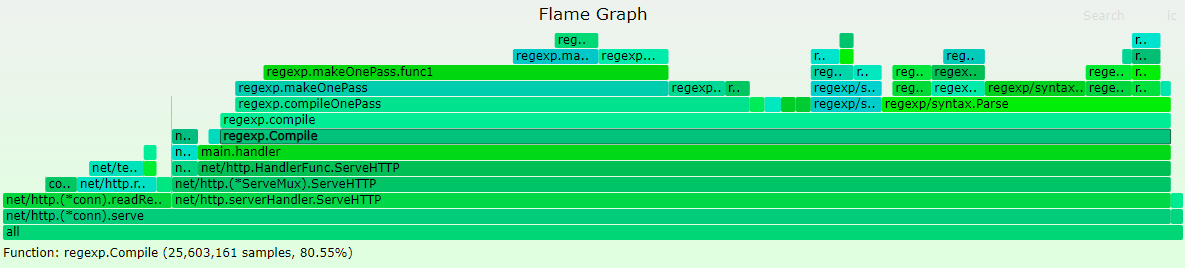 Flame Graph
Search ic
reg.. r..
regexp.ma.. regexp... r.. reg.. r..
regexp.makeOnePass.func1 reg.. r.. reg.. regex.. rege.. r..
regexp.makeOnePass regexp.. r.. regexp/s.. reg.. regex.. regexp/syntax.. rege.. r..
regexp.compileOnePass regexp/s.. regexp/syntax.Parse
regexp.compile
n.. regexp.Compile
n.. main.handler
net/te.. n.. net/http.HandlerFunc.ServeHTTP
co.. net/http.r.. net/http.(*ServeMux).ServeHTTP
net/http.(*conn).readRe.. net/http.serverHandler.ServeHTTP
net/http.(*conn).serve
all
Function: regexp.Compile (25,603,161 samples, 80.55%)